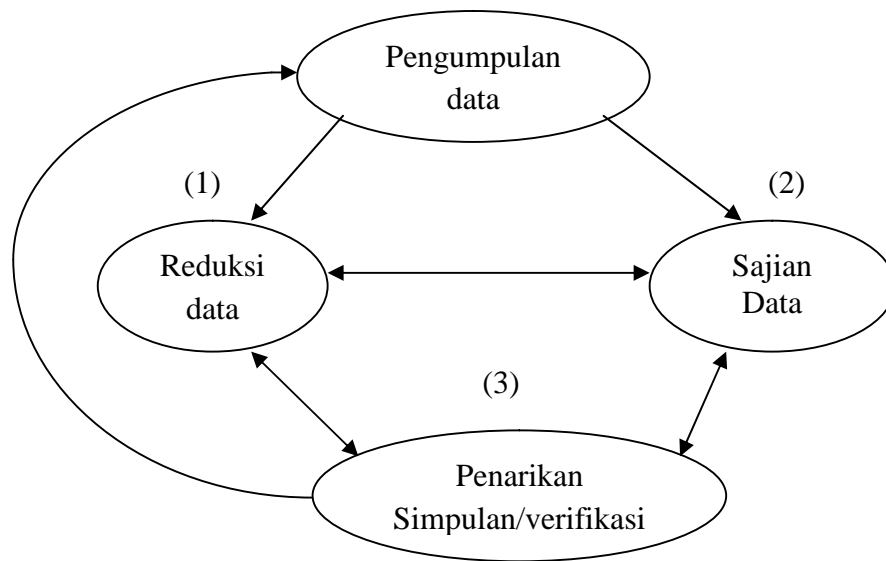 Pengumpulan
data
(1)
(2)
Reduksi
data
Sajian
Data
(3)
Penarikan
Simpulan/verifikasi